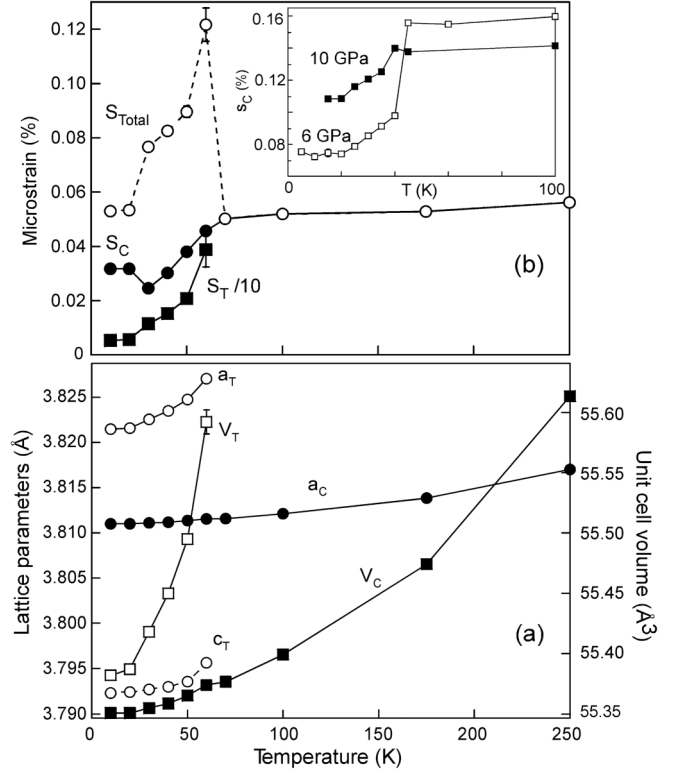 0.16
0.12
0.08
s_C (%)
10 GPa
6 GPa
0
T (K)
100
0.12
0.10
0.08
0.06
0.04
0.02
0
Microstrain (%)
S_Total
S_C
S_T /10
(b)
3.825
3.820
3.815
3.810
3.805
3.800
3.795
3.790
Lattice parameters (Å)
a_T
V_T
a_C
V_C
c_T
(a)
55.60
55.55
55.50
55.45
55.40
55.35
Unit cell volume (Å³)
0
50
100
150
200
250
Temperature (K)